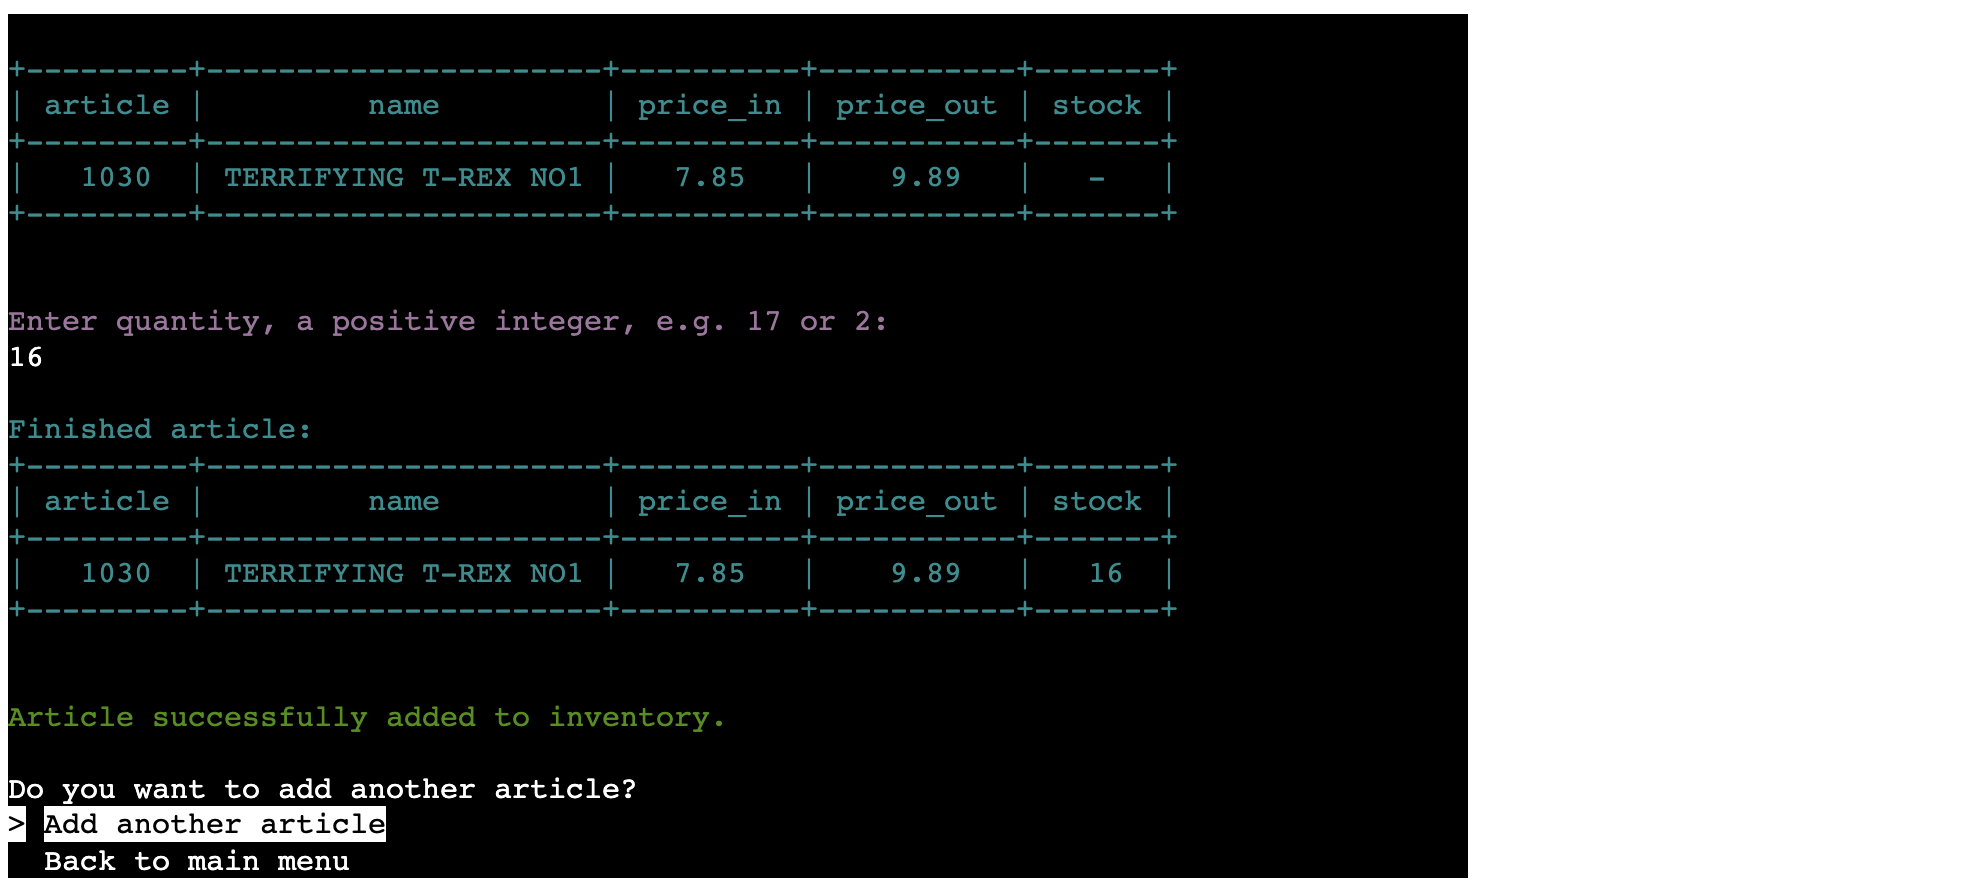 +---------+----------------------+----------+-----------+-------+
| article |         name         | price_in | price_out | stock |
+---------+----------------------+----------+-----------+-------+
|   1030  | TERRIFYING T-REX NO1 |   7.85   |    9.89   |   -   |
+---------+----------------------+----------+-----------+-------+
Enter quantity, a positive integer, e.g. 17 or 2:
16
Finished article:
+---------+----------------------+----------+-----------+-------+
| article |         name         | price_in | price_out | stock |
+---------+----------------------+----------+-----------+-------+
|   1030  | TERRIFYING T-REX NO1 |   7.85   |    9.89   |   16  |
+---------+----------------------+----------+-----------+-------+
Article successfully added to inventory.
Do you want to add another article?
> Add another article
  Back to main menu